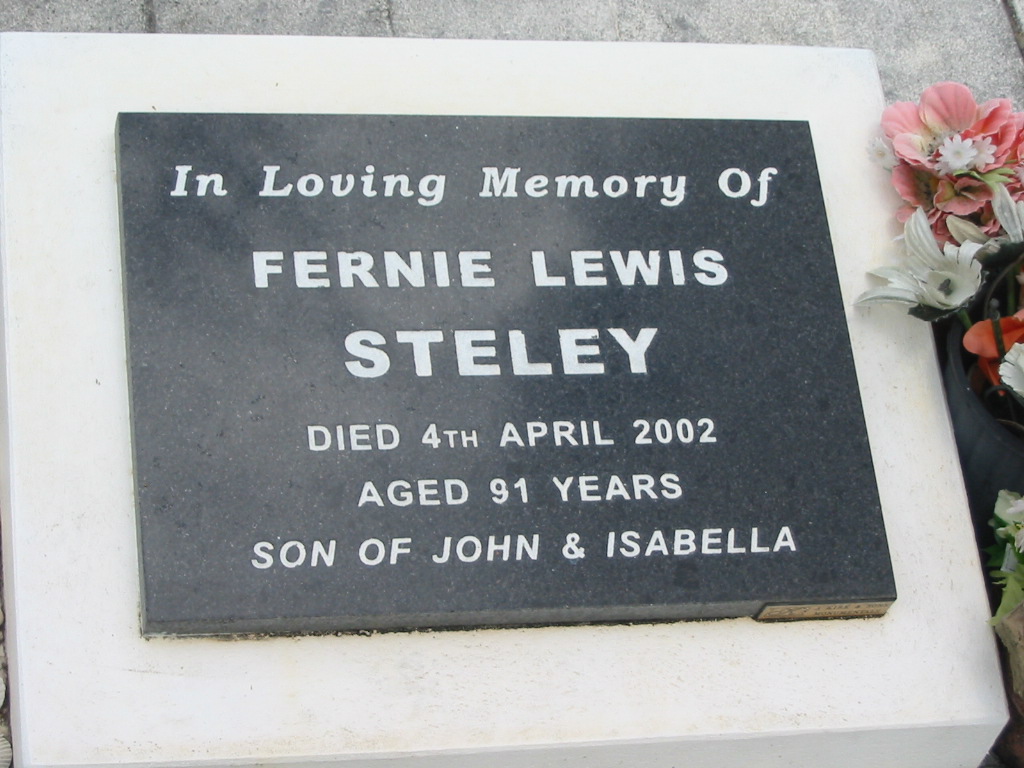 In Loving Memory Of
FERNIE LEWIS
STELEY
DIED 4TH APRIL 2002
AGED 91 YEARS
SON OF JOHN & ISABELLA